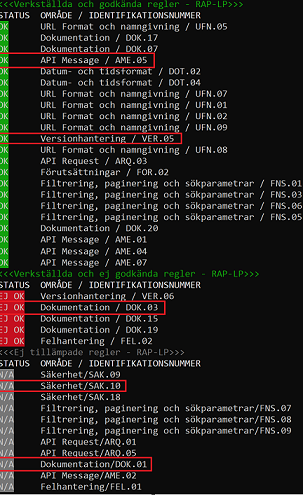 <<<Verkställda och godkända regler - RAP-LP>>>
STATUS OMRÅDE / IDENTIFIKATIONSNUMMER
OK URL Format och namngivning / UFN.05
OK Dokumentation / DOK.17
OK Dokumentation / DOK.07
OK API Message / AME.05
OK Datum- och tidsformat / DOT.02
OK Datum- och tidsformat / DOT.04
OK URL Format och namngivning / UFN.07
OK URL Format och namngivning / UFN.01
OK URL Format och namngivning / UFN.02
OK URL Format och namngivning / UFN.09
OK Versionhantering / VER.05
OK URL Format och namngivning / UFN.08
OK API Request / ARQ.03
OK Förutsättningar / FOR.02
OK Filtrering, paginering och sökparametrar / FNS.01
OK Filtrering, paginering och sökparametrar / FNS.03
OK Filtrering, paginering och sökparametrar / FNS.06
OK Filtrering, paginering och sökparametrar / FNS.05
OK Dokumentation / DOK.20
OK API Message / AME.01
OK API Message / AME.04
OK API Message / AME.07
<<<Verkställda och ej godkända regler - RAP-LP>>>
STATUS OMRÅDE / IDENTIFIKATIONSNUMMER
EJ OK Versionhantering / VER.06
EJ OK Dokumentation / DOK.03
EJ OK Dokumentation / DOK.15
EJ OK Dokumentation / DOK.19
EJ OK Felhantering / FEL.02
<<<Ej tillämpade regler - RAP-LP>>>
STATUS OMRÅDE / IDENTIFIKATIONSNUMMER
N/A Säkerhet/SAK.09
N/A Säkerhet/SAK.10
N/A Säkerhet/SAK.18
N/A Filtrering, paginering och sökparametrar/FNS.07
N/A Filtrering, paginering och sökparametrar/FNS.08
N/A Filtrering, paginering och sökparametrar/FNS.09
N/A API Request/ARQ.01
N/A API Request/ARQ.05
N/A Dokumentation/DOK.01
N/A API Message/AME.02
N/A Felhantering/FEL.01